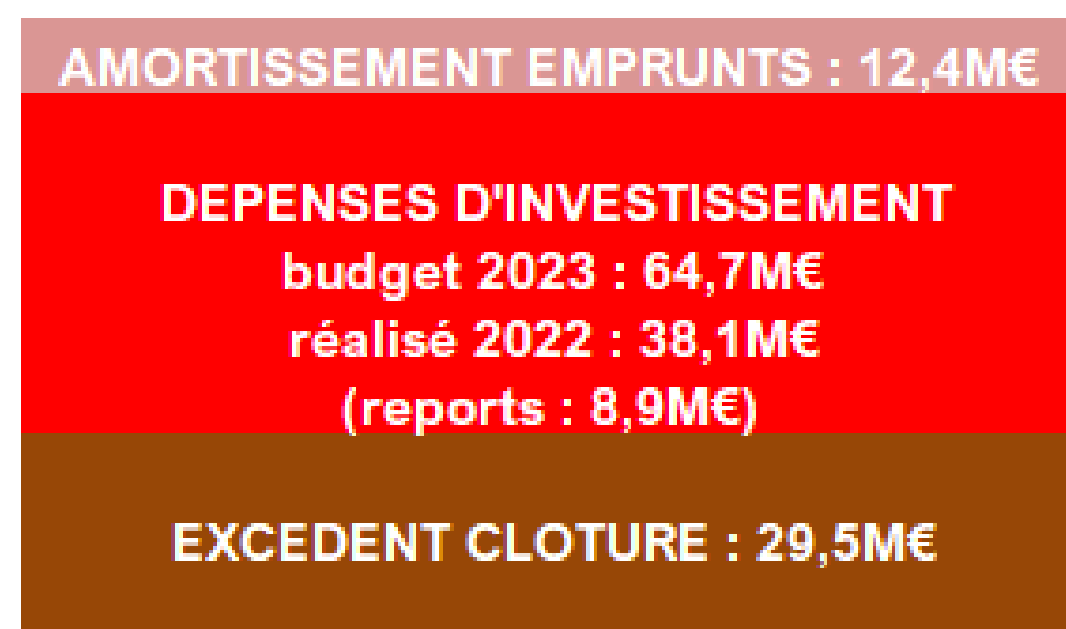 AMORTISSEMENT EMPRUNTS : 12,4M€
DEPENSES D'INVESTISSEMENT
budget 2023 : 64,7M€
réalisé 2022 : 38,1M€
(reports : 8,9M€)
EXCEDENT CLOTURE : 29,5M€